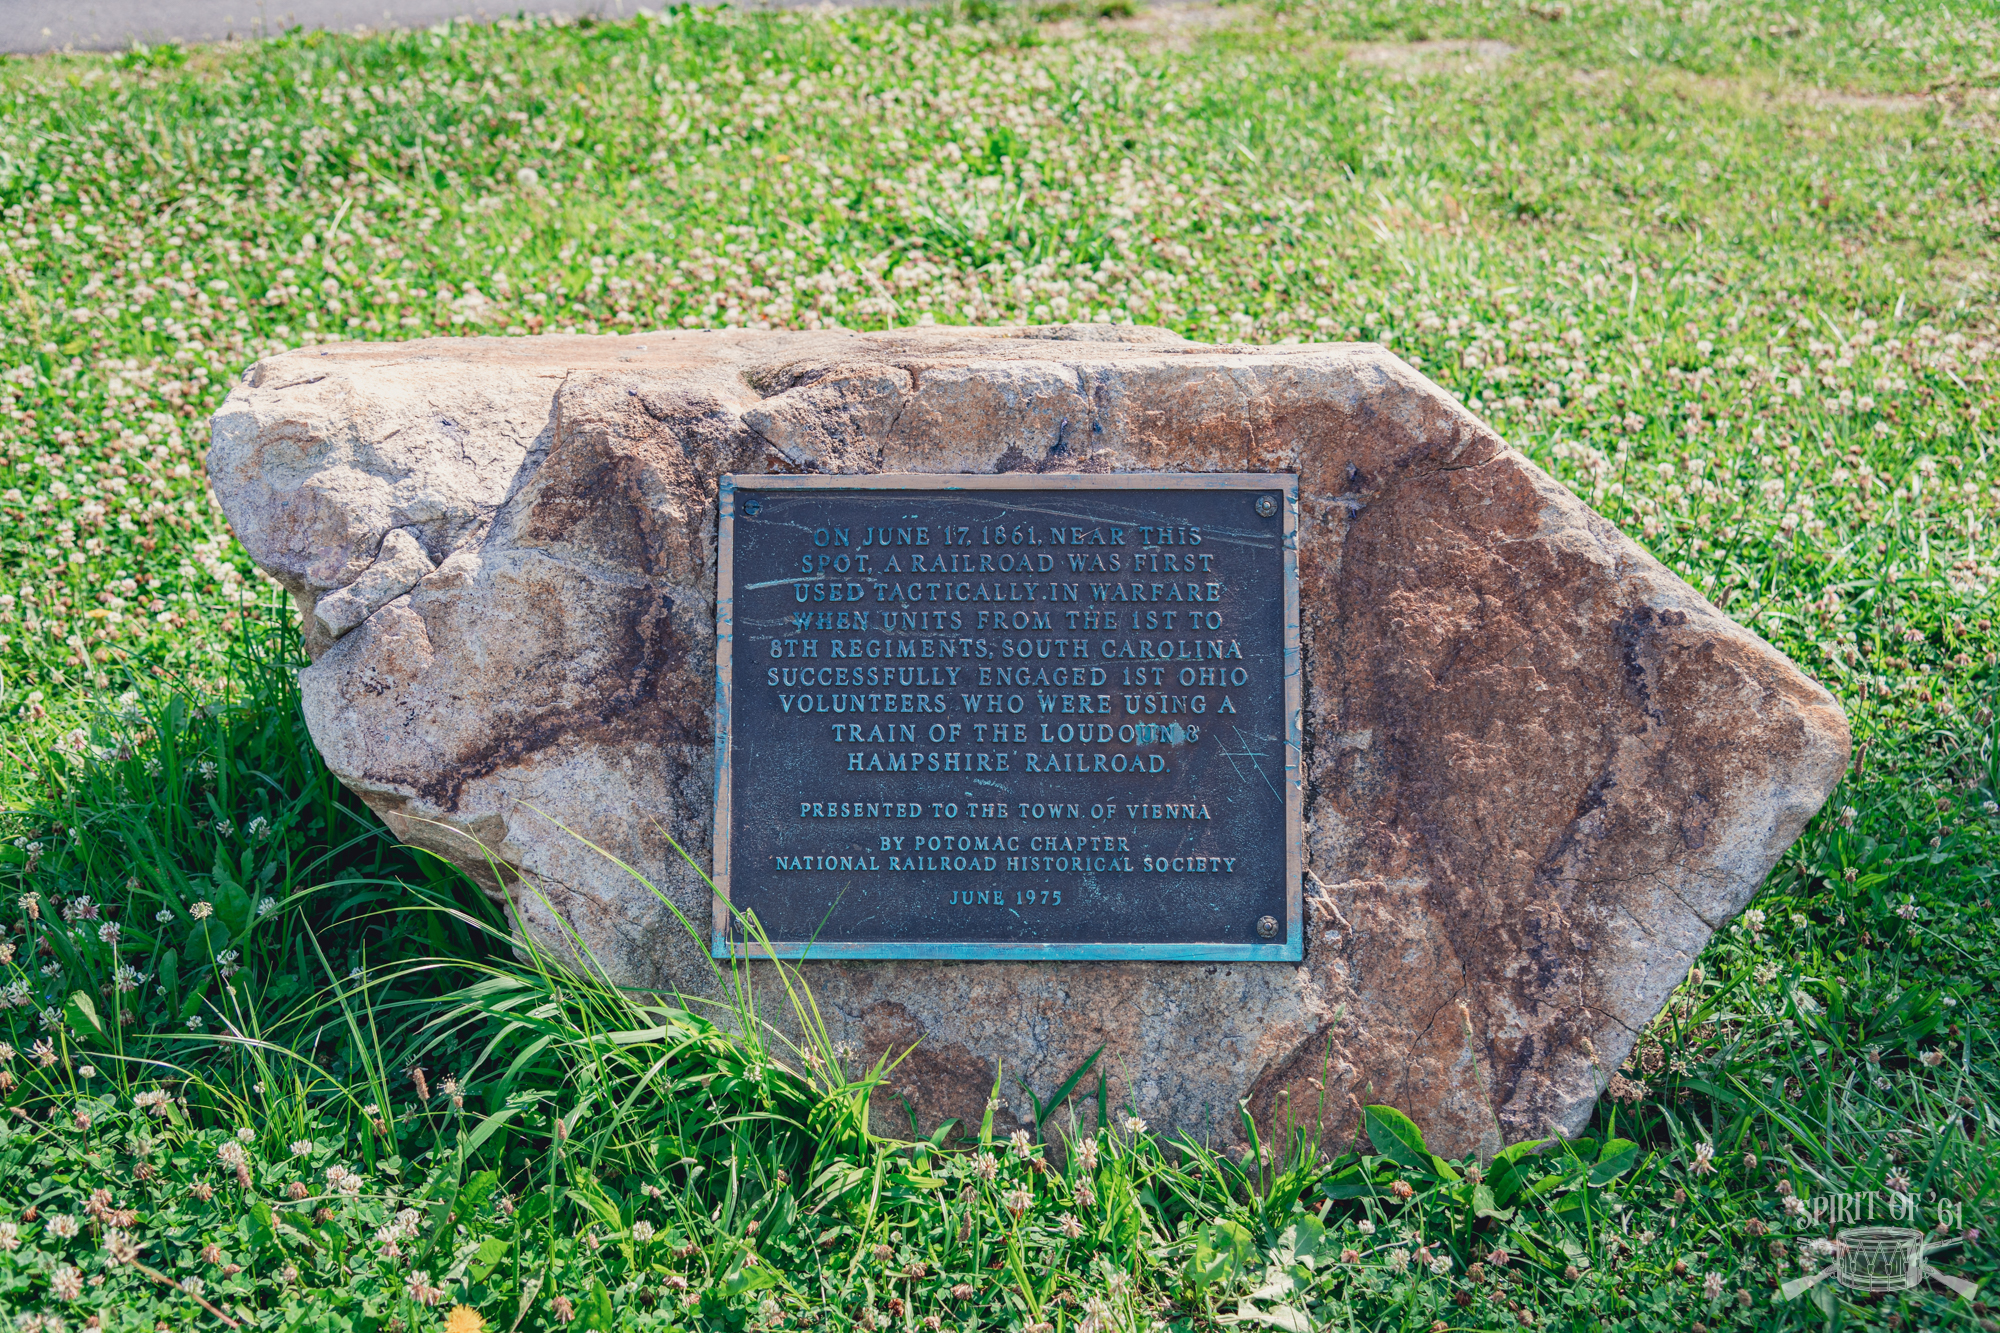 ON JUNE 17, 1861, NEAR THIS
SPOT, A RAILROAD WAS FIRST
USED TACTICALLY IN WARFARE
WHEN UNITS FROM THE 1ST TO
8TH REGIMENTS, SOUTH CAROLINA
SUCCESSFULLY ENGAGED 1ST OHIO
VOLUNTEERS WHO WERE USING A
TRAIN OF THE LOUDOUN &
HAMPSHIRE RAILROAD.
PRESENTED TO THE TOWN OF VIENNA
BY POTOMAC CHAPTER
NATIONAL RAILROAD HISTORICAL SOCIETY
JUNE 1975
SPIRIT OF '61